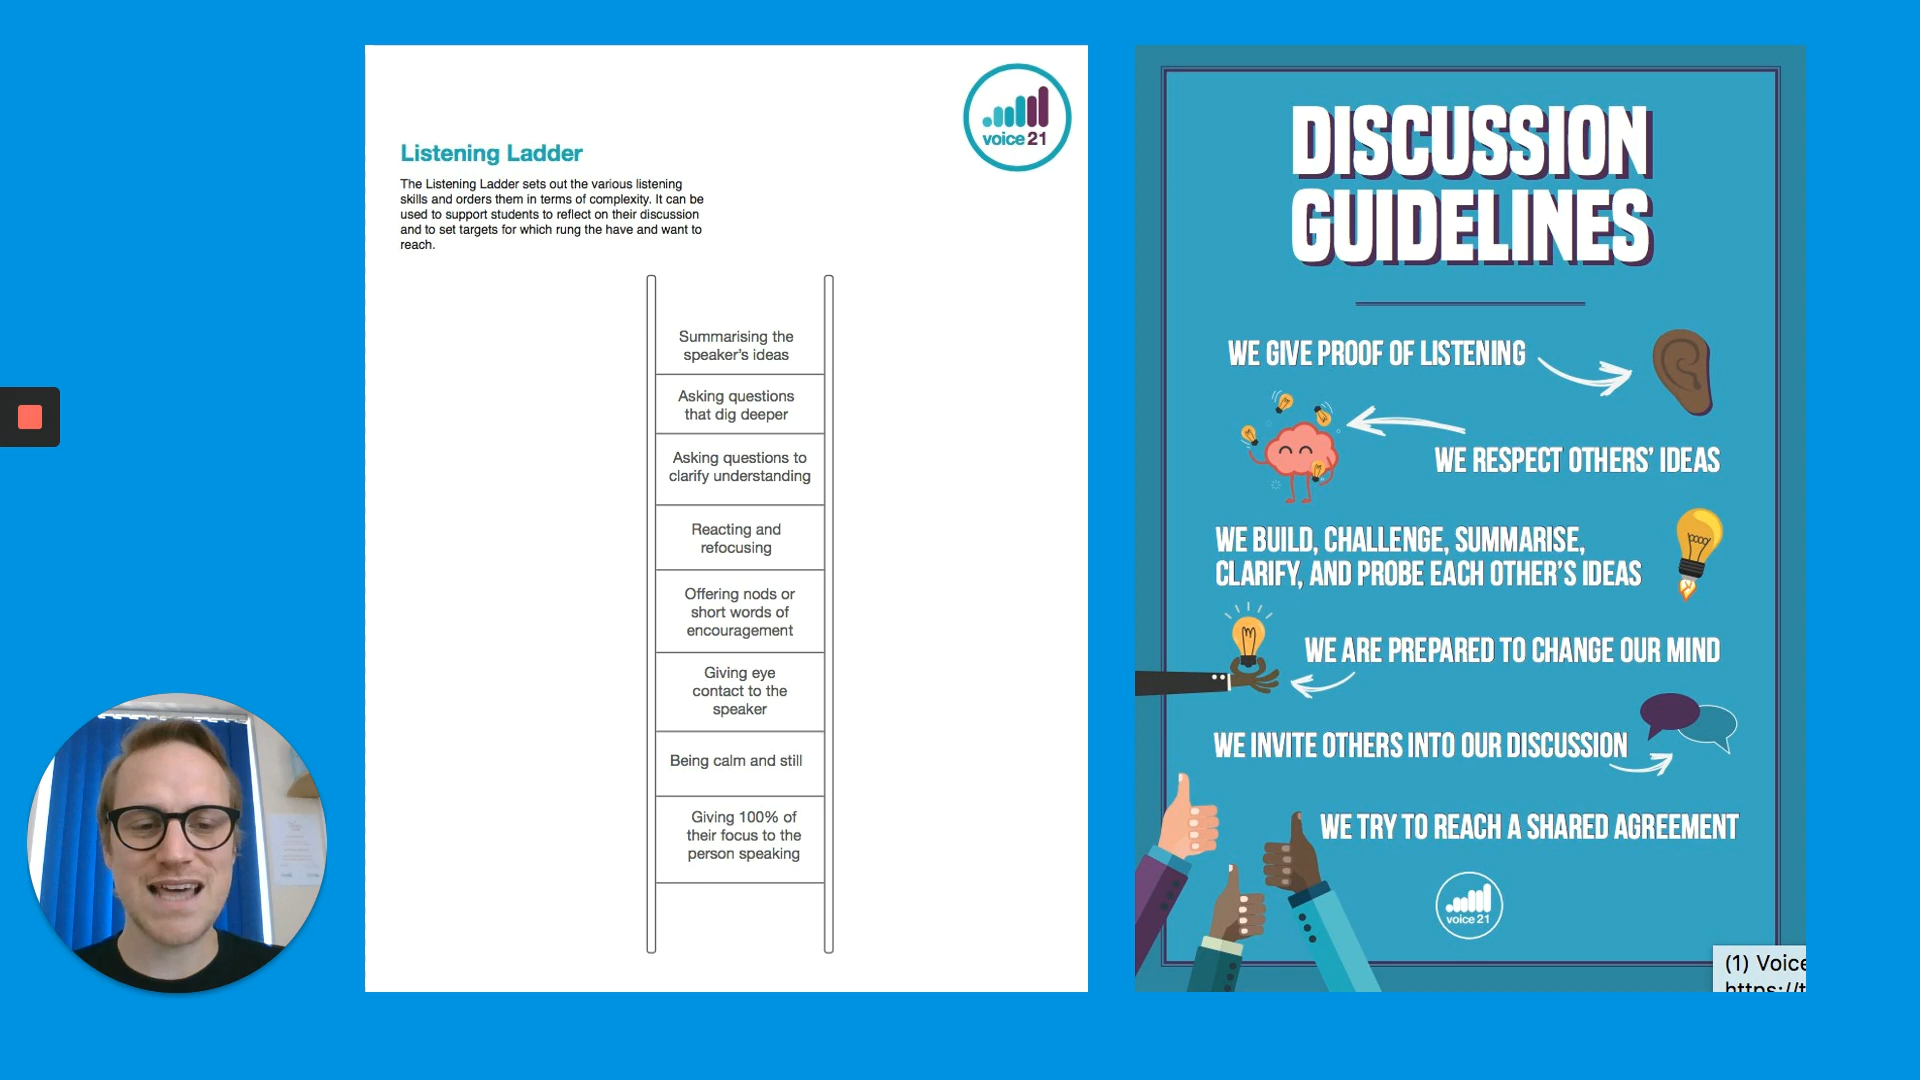 voice 21
Listening Ladder
The Listening Ladder sets out the various listening
skills and orders them in terms of complexity. It can be
used to support students to reflect on their discussion
and to set targets for which rung the have and want to
reach.
Summarising the
speaker's ideas
Asking questions
that dig deeper
Asking questions to
clarify understanding
Reacting and
refocusing
Offering nods or
short words of
encouragement
Giving eye
contact to the
speaker
Being calm and still
Giving 100% of
their focus to the
person speaking
DISCUSSION
GUIDELINES
WE GIVE PROOF OF LISTENING
WE RESPECT OTHERS' IDEAS
WE BUILD, CHALLENGE, SUMMARISE,
CLARIFY, AND PROBE EACH OTHER'S IDEAS
WE ARE PREPARED TO CHANGE OUR MIND
WE INVITE OTHERS INTO OUR DISCUSSION
WE TRY TO REACH A SHARED AGREEMENT
voice 21
(1) Voice
https://t